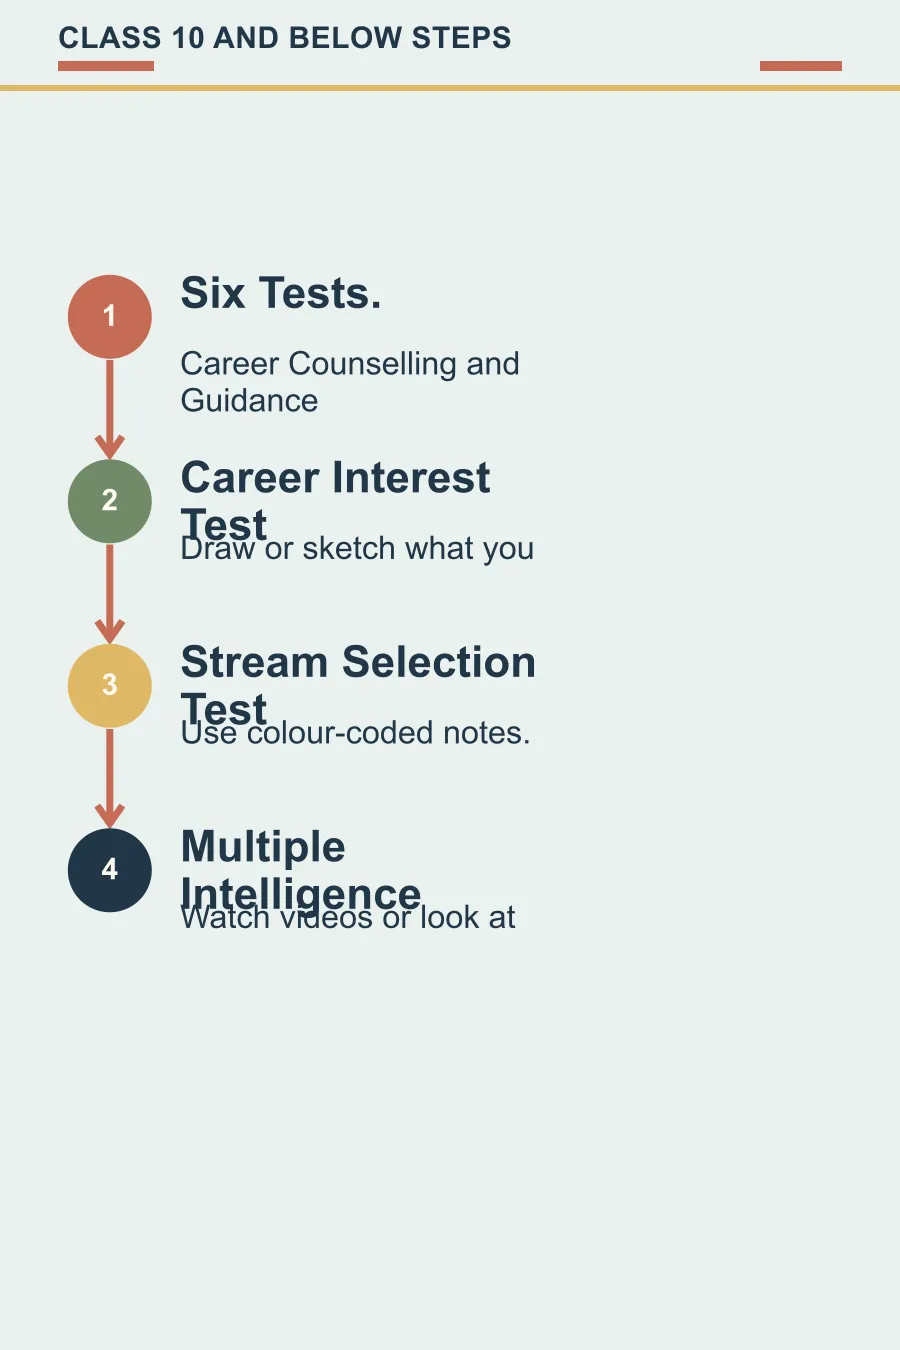 CLASS 10 AND BELOW STEPS
1
Six Tests.
Career Counselling and
Guidance
2
Career Interest
Test
Draw or sketch what you
3
Stream Selection
Test
Use colour-coded notes.
4
Multiple
Intelligence
Watch videos or look at